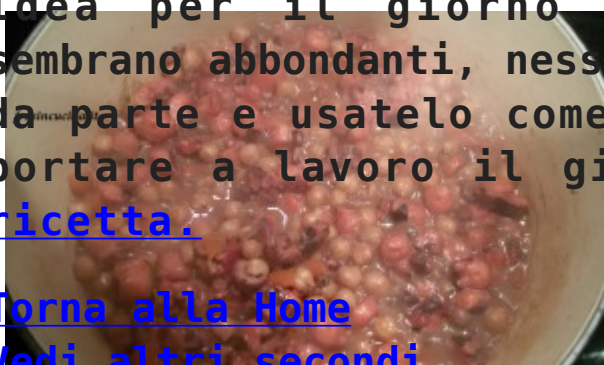 idea per il giorno
sembrano abbondanti, ness
da parte e usatelo come
portare a lavoro il gi
ricetta.
Torna alla Home
Vedi altri secondi